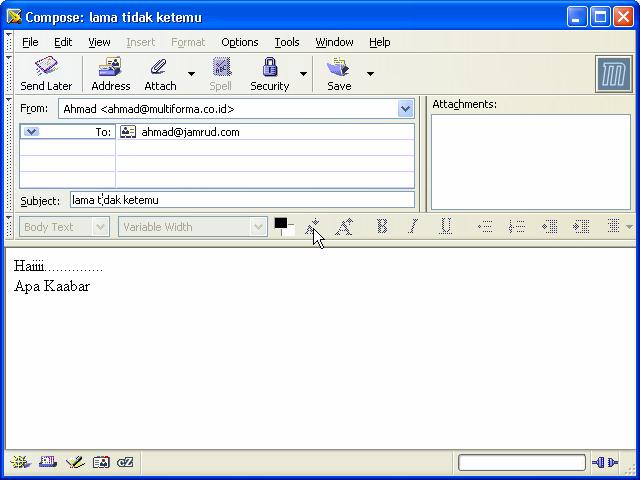 Compose: lama tidak ketemu
File Edit View Insert Format Options Tools Window Help
Send Later Address Attach Spell Security Save
From: Ahmad <ahmad@multiforma.co.id>
Attachments:
To: ahmad@jamrud.com
Subject: lama tidak ketemu
Body Text Variable Width A A B I U
Haiiii...............
Apa Kaabar
cZ